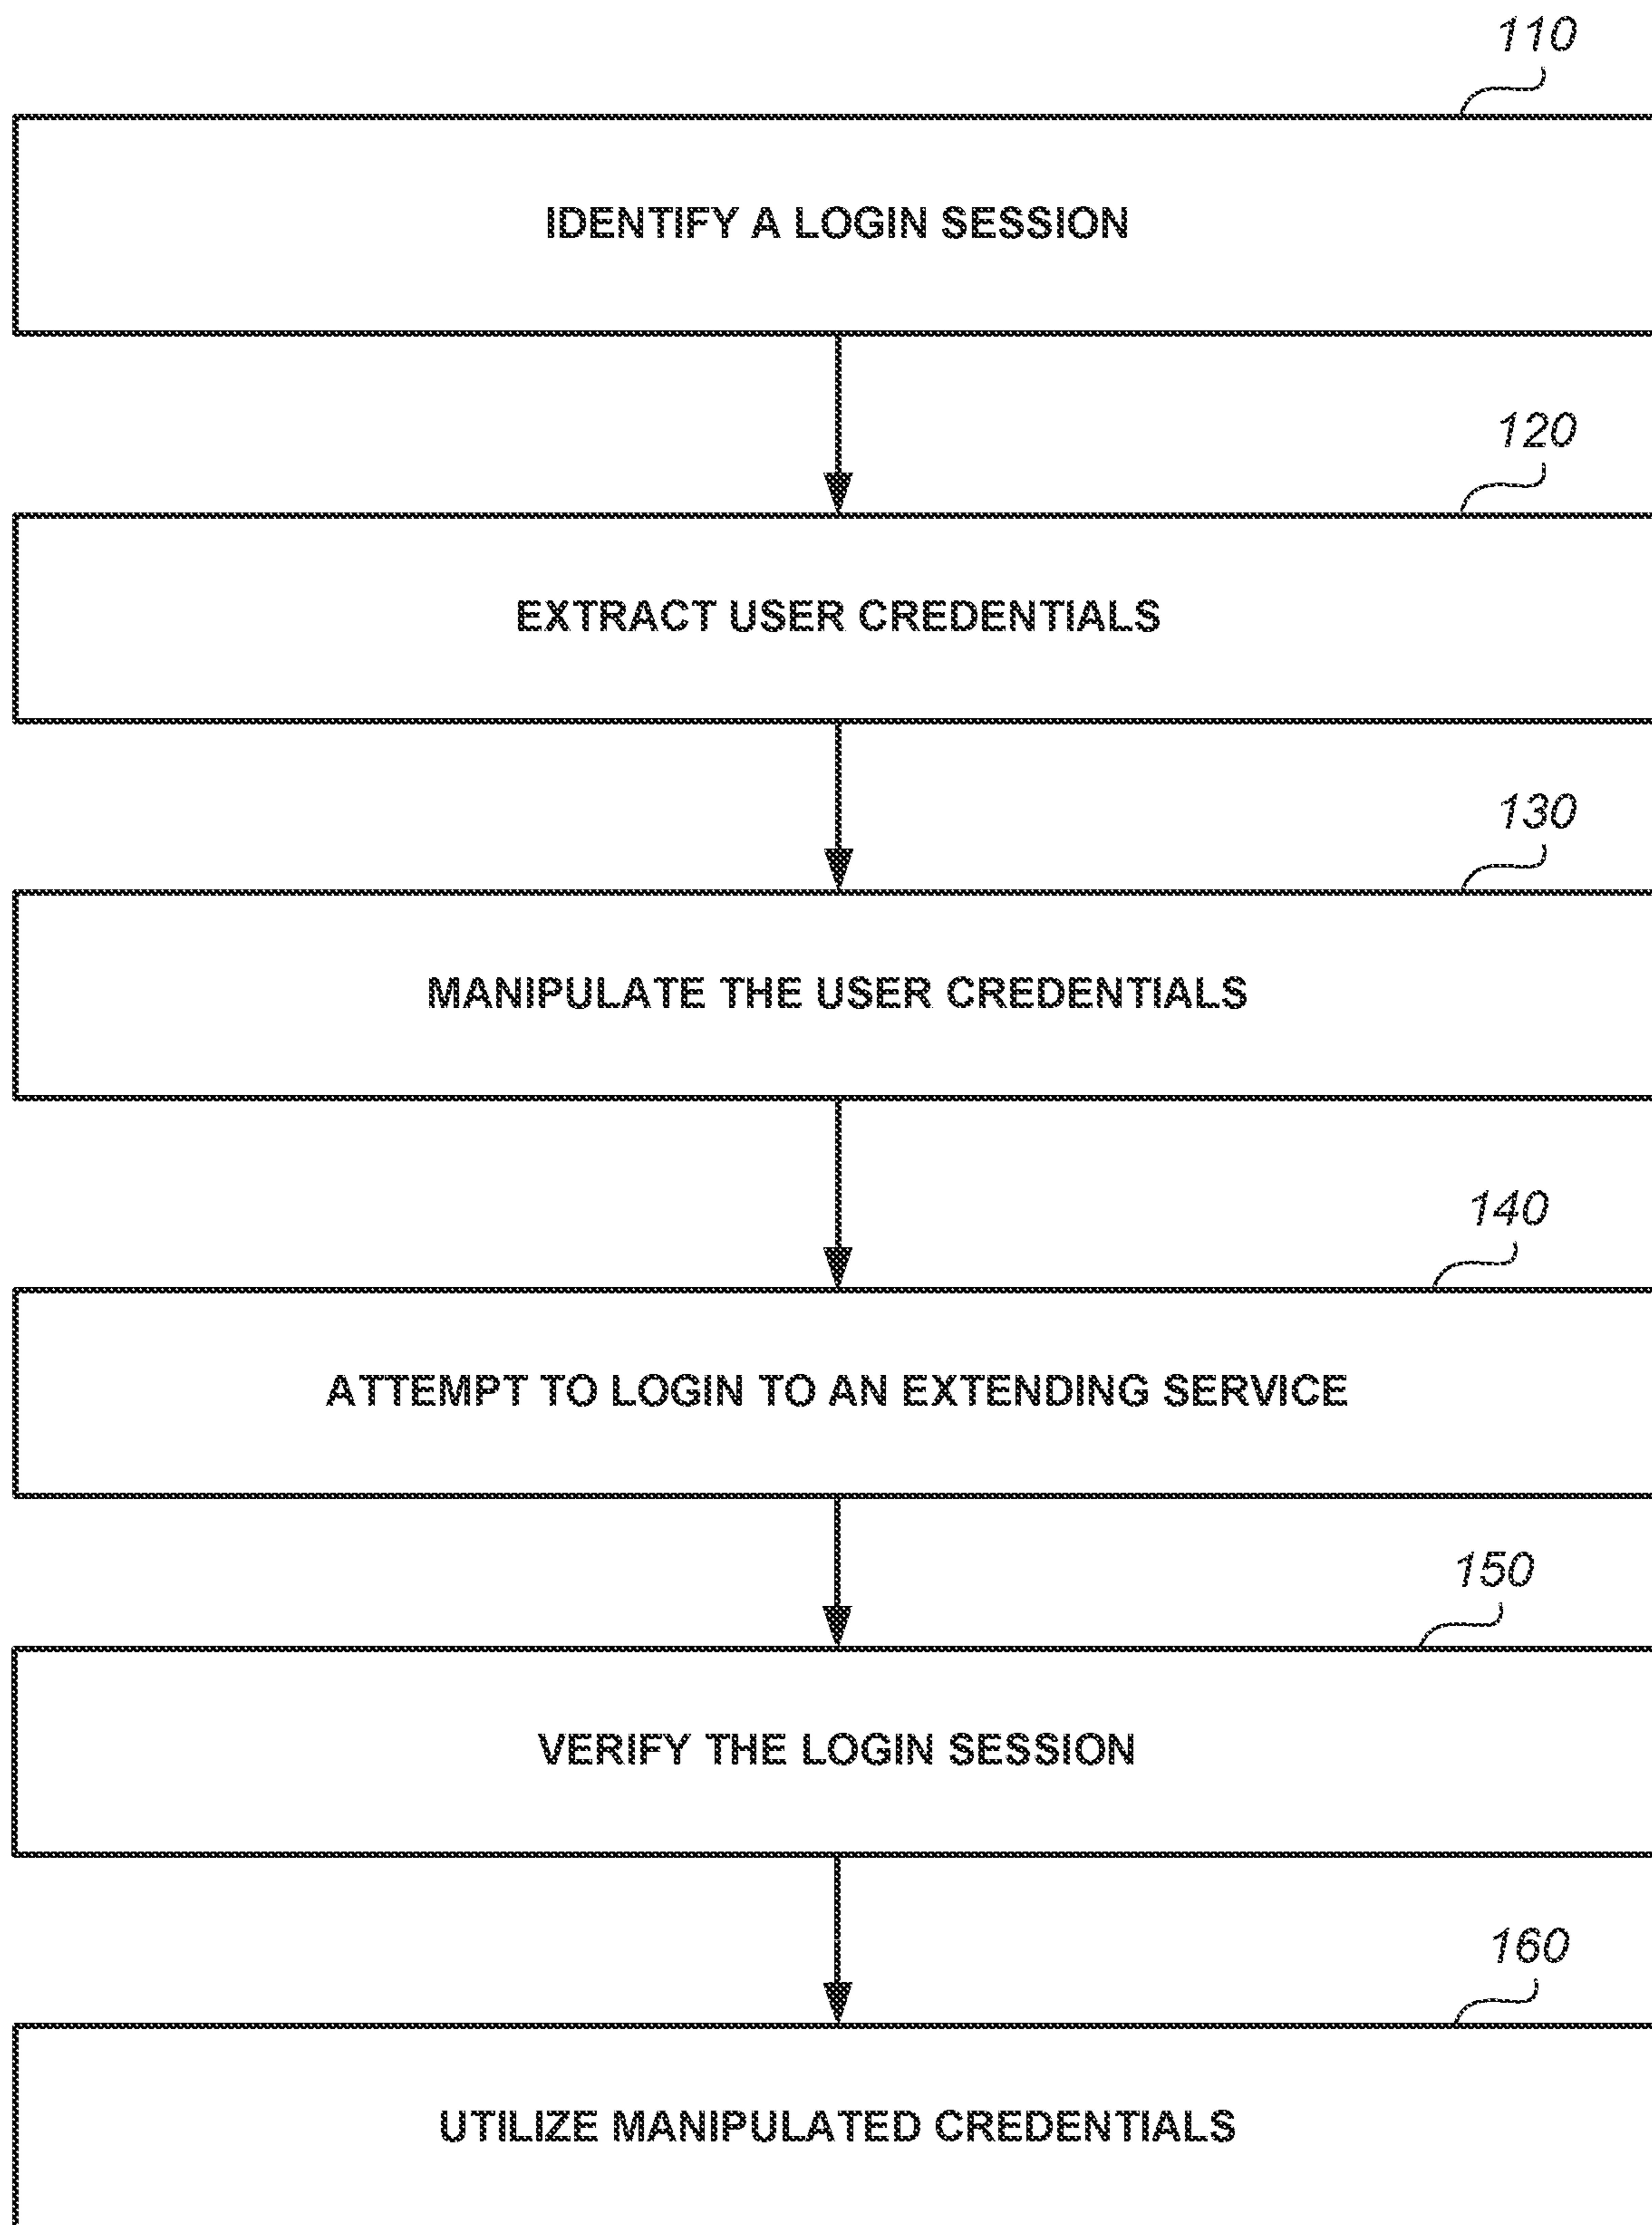 110
IDENTIFY A LOGIN SESSION
120
EXTRACT USER CREDENTIALS
130
MANIPULATE THE USER CREDENTIALS
140
ATTEMPT TO LOGIN TO AN EXTENDING SERVICE
150
VERIFY THE LOGIN SESSION
160
UTILIZE MANIPULATED CREDENTIALS